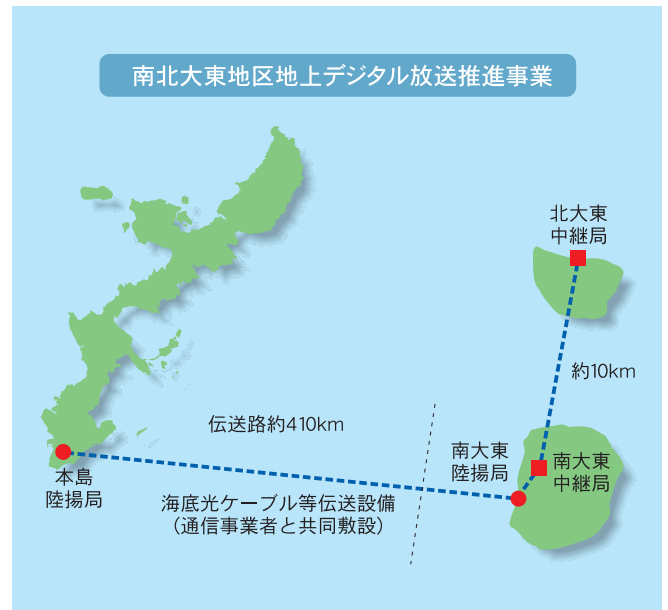 南北大東地区地上デジタル放送推進事業
北大東
中継局
約10km
伝送路約410km
南大東
陸揚局
南大東
中継局
本島
陸揚局
海底光ケーブル等伝送設備
(通信事業者と共同敷設)